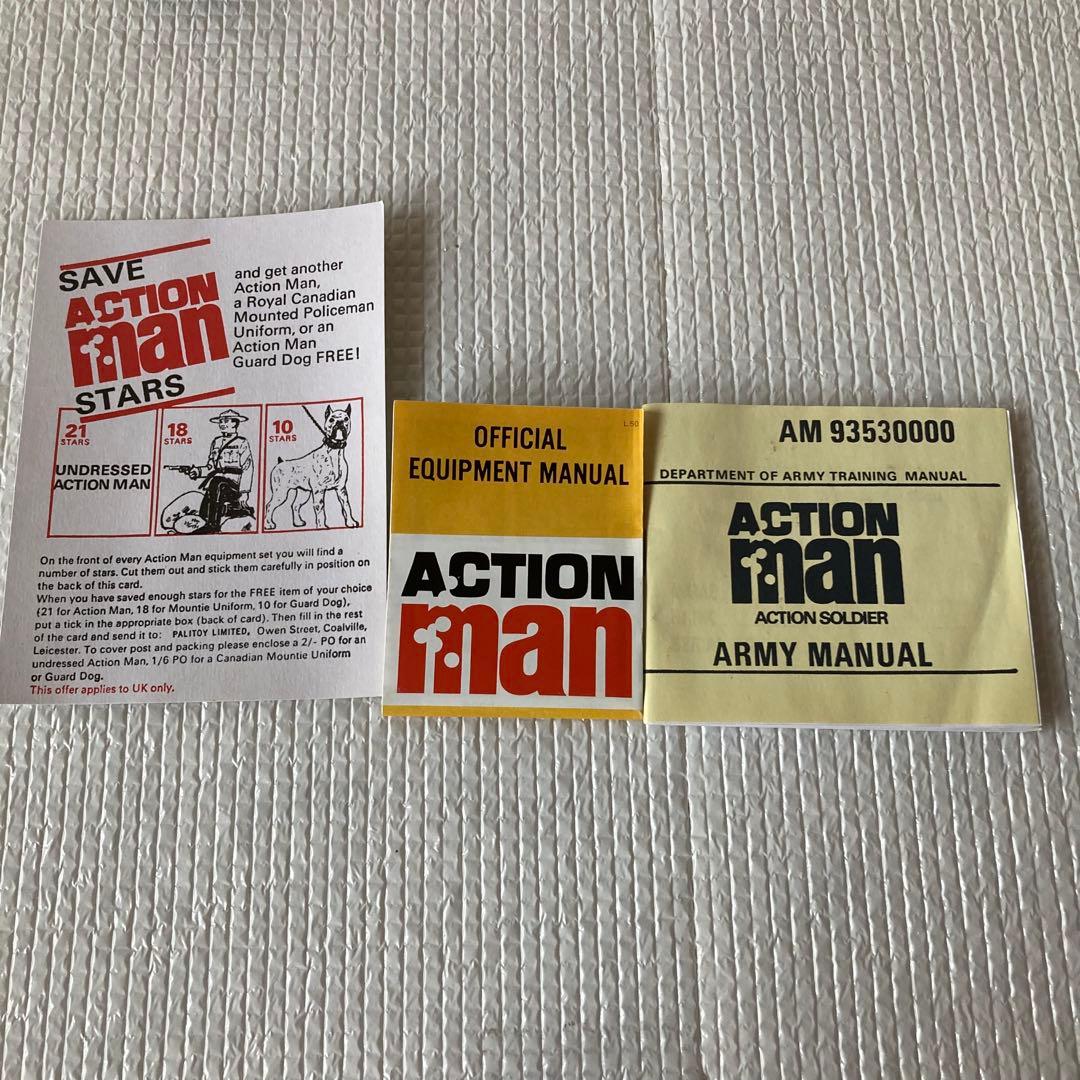 SAVE
ACTION
man
STARS
and get another
Action Man,
a Royal Canadian
Mounted Policeman
Uniform, or an
Action Man
Guard Dog FREE!
21
STARS
UNDRESSED
ACTION MAN
18
STARS
10
STARS
On the front of every Action Man equipment set you will find a
number of stars. Cut them out and stick them carefully in position on
the back of this card.
When you have saved enough stars for the FREE item of your choice
(21 for Action Man, 18 for Mountie Uniform, 10 for Guard Dog),
put a tick in the appropriate box (back of card). Then fill in the rest
of the card and send it to: PALITOY LIMITED, Owen Street, Coalville,
Leicester. To cover post and packing please enclose a 2/- PO for an
undressed Action Man, 1/6 PO for a Canadian Mountie Uniform
or Guard Dog.
This offer applies to UK only.
L.50
OFFICIAL
EQUIPMENT MANUAL
ACTION
man
AM 93530000
DEPARTMENT OF ARMY TRAINING MANUAL
ACTION
man
ACTION SOLDIER
ARMY MANUAL